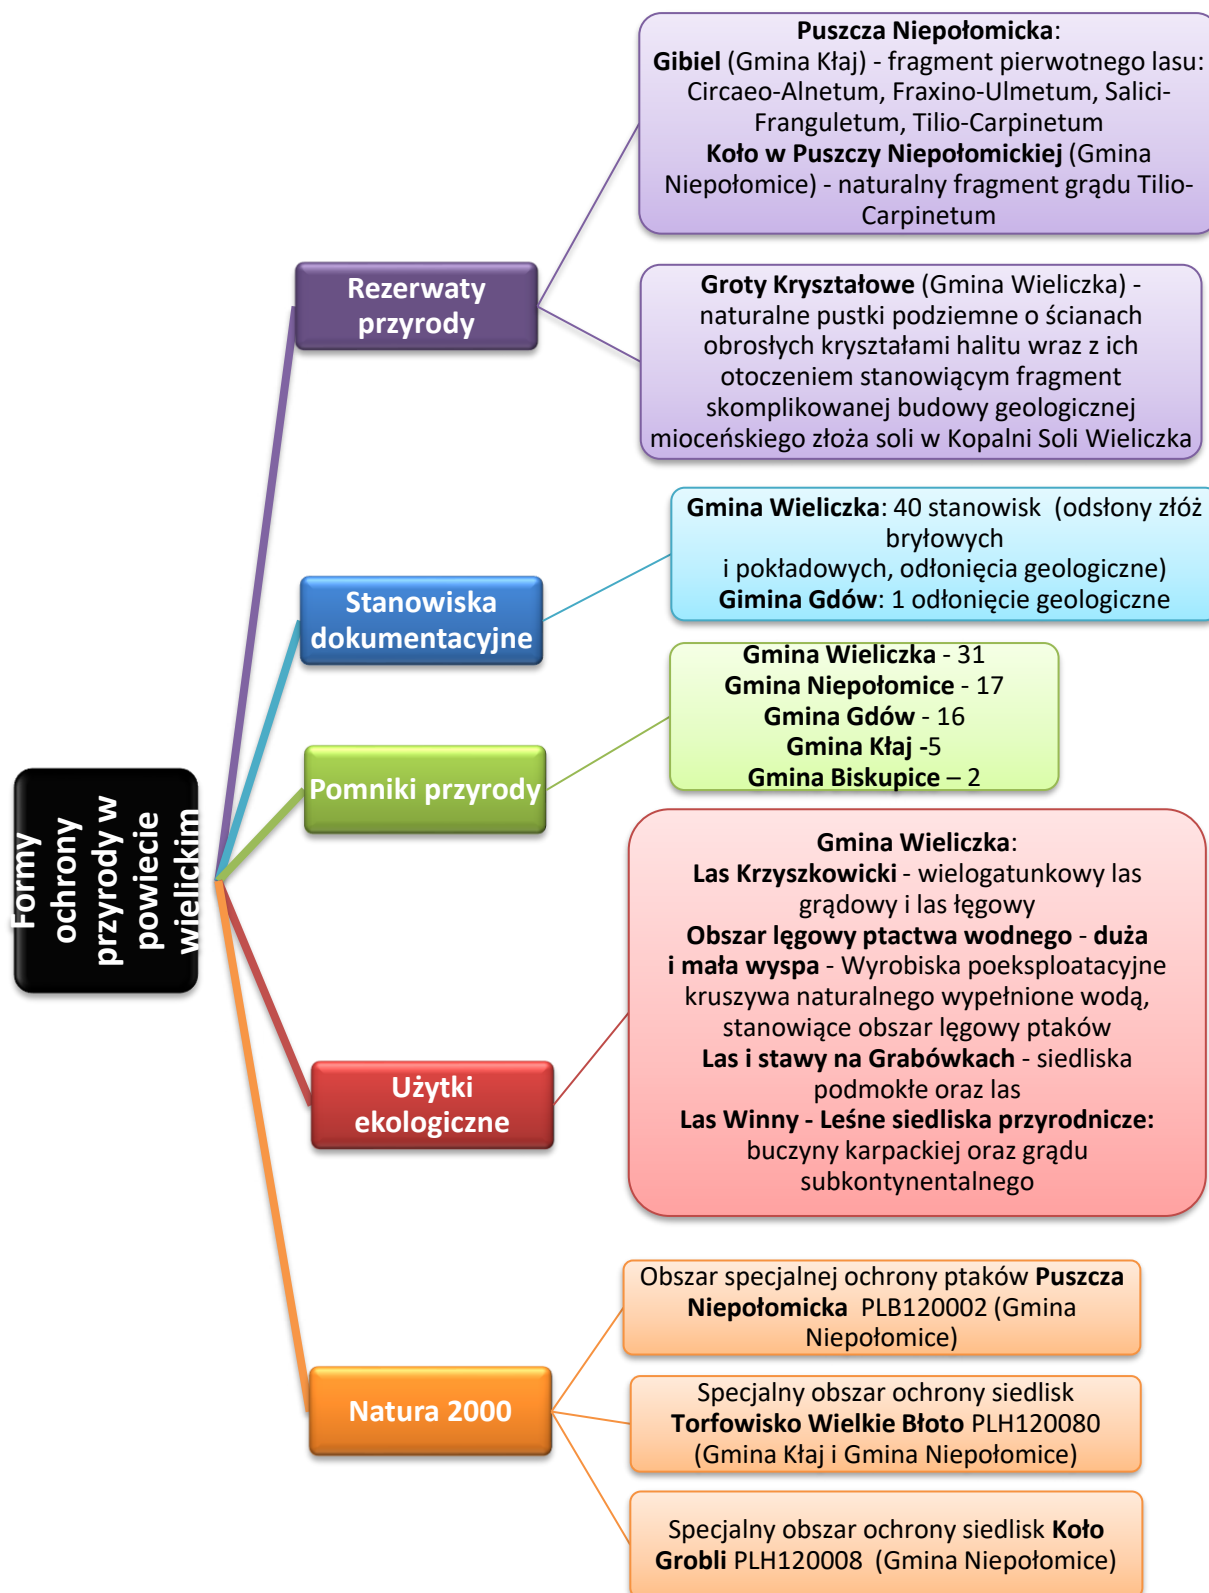 Formy
ochrony
przyrody w
powiecie
wielickim
Rezerwaty
przyrody
Puszcza Niepołomicka:
Gibiel (Gmina Kłaj) - fragment pierwotnego lasu:
Circaeo-Alnetum, Fraxino-Ulmetum, Salici-
Franguletum, Tilio-Carpinetum
Koło w Puszczy Niepołomickiej (Gmina
Niepołomice) - naturalny fragment grądu Tilio-
Carpinetum
Groty Kryształowe (Gmina Wieliczka) -
naturalne pustki podziemne o ścianach
obrosłych kryształami halitu wraz z ich
otoczeniem stanowiącym fragment
skomplikowanej budowy geologicznej
mioceńskiego złoża soli w Kopalni Soli Wieliczka
Stanowiska
dokumentacyjne
Gmina Wieliczka: 40 stanowisk (odsłony złóż
bryłowych
i pokładowych, odłonięcia geologiczne)
Gimina Gdów: 1 odłonięcie geologiczne
Pomniki przyrody
Gmina Wieliczka - 31
Gmina Niepołomice - 17
Gmina Gdów - 16
Gmina Kłaj -5
Gmina Biskupice – 2
Użytki
ekologiczne
Gmina Wieliczka:
Las Krzyszkowicki - wielogatunkowy las
grądowy i las łęgowy
Obszar lęgowy ptactwa wodnego - duża
i mała wyspa - Wyrobiska poeksploatacyjne
kruszywa naturalnego wypełnione wodą,
stanowiące obszar lęgowy ptaków
Las i stawy na Grabówkach - siedliska
podmokłe oraz las
Las Winny - Leśne siedliska przyrodnicze:
buczyny karpackiej oraz grądu
subkontynentalnego
Natura 2000
Obszar specjalnej ochrony ptaków Puszcza
Niepołomicka PLB120002 (Gmina
Niepołomice)
Specjalny obszar ochrony siedlisk
Torfowisko Wielkie Błoto PLH120080
(Gmina Kłaj i Gmina Niepołomice)
Specjalny obszar ochrony siedlisk Koło
Grobli PLH120008 (Gmina Niepołomice)